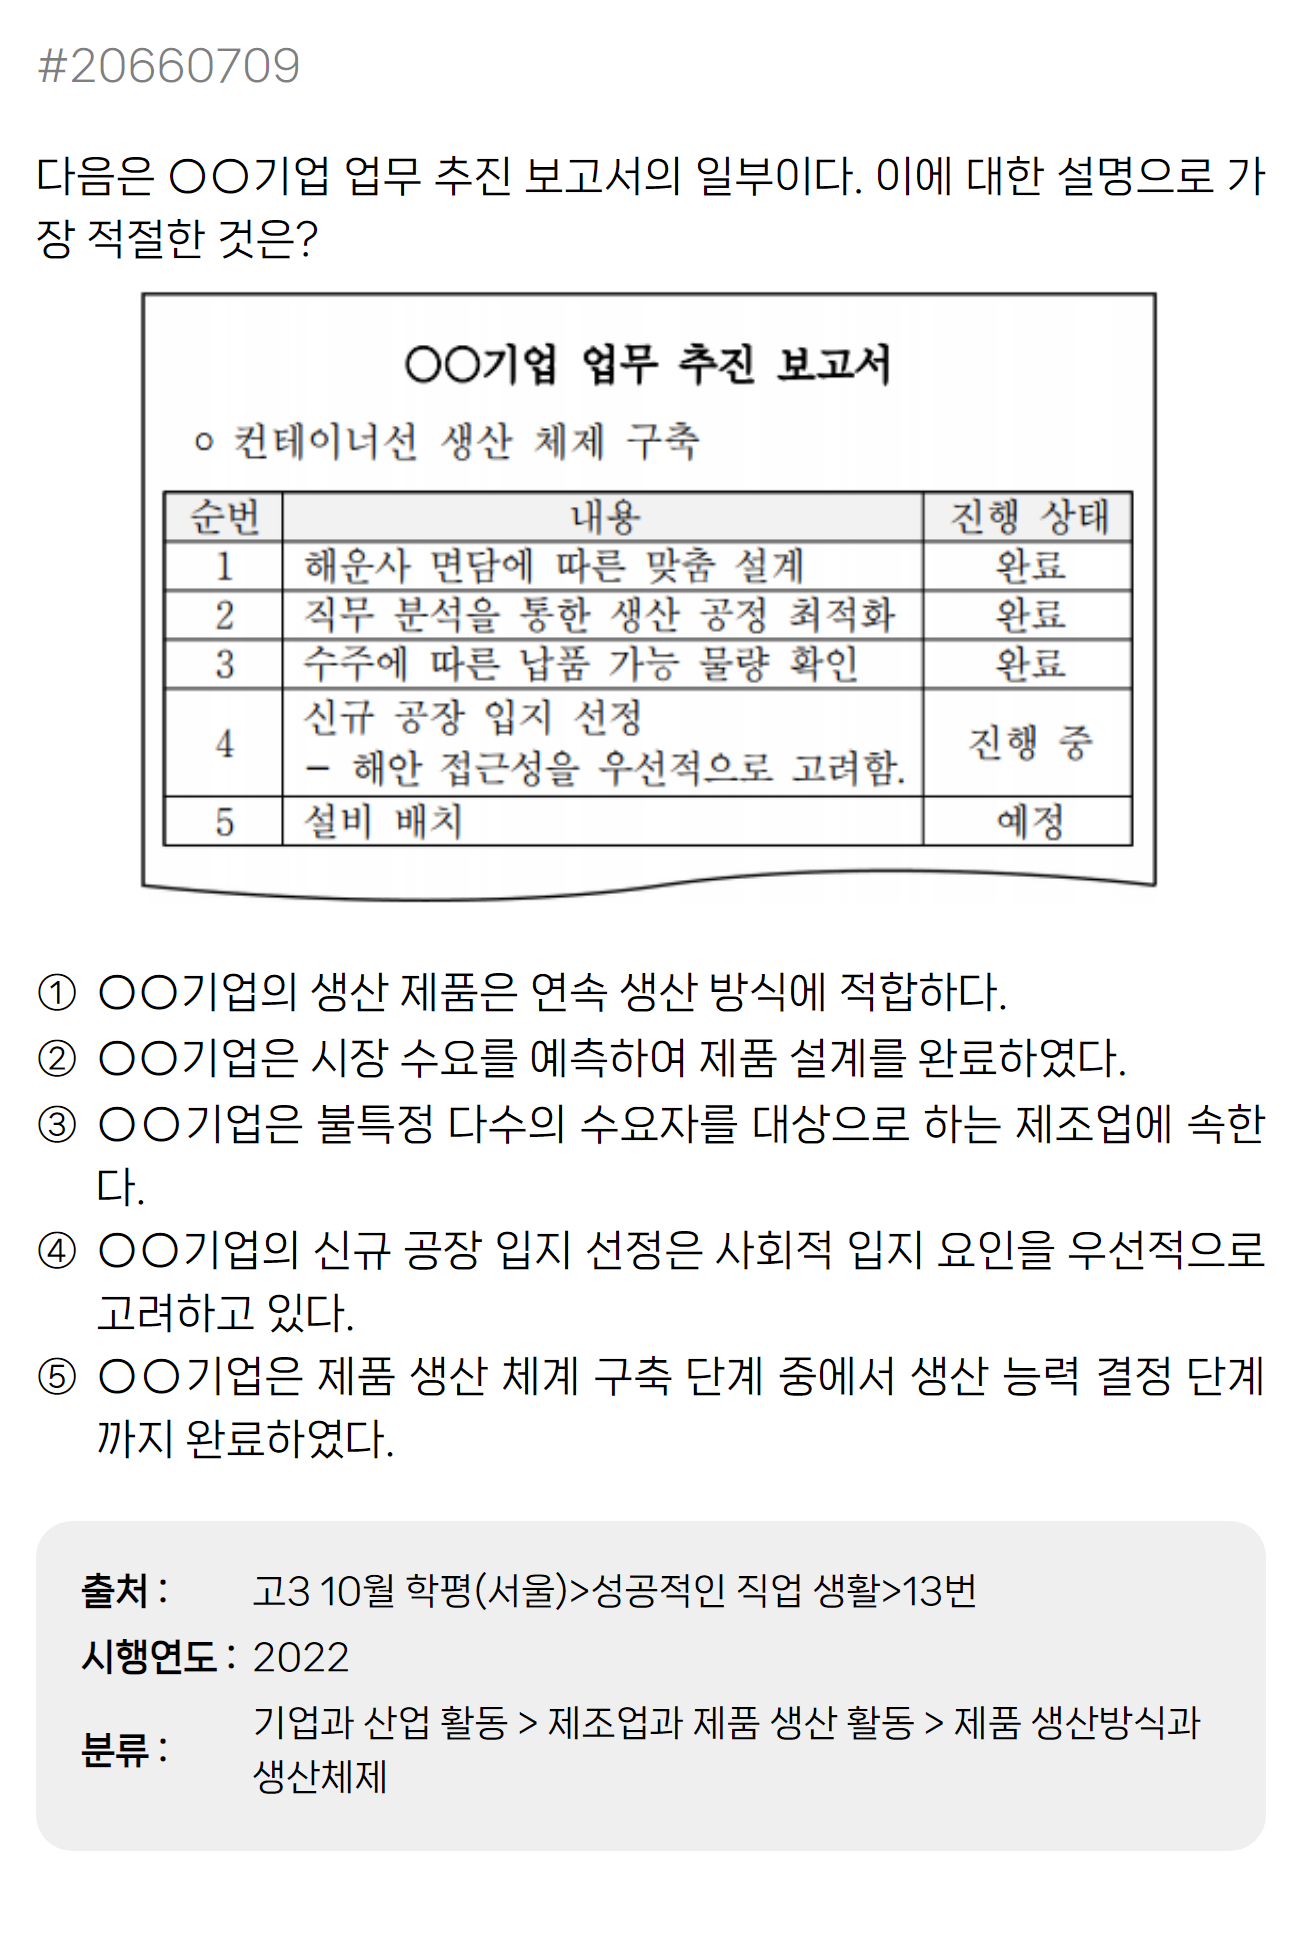 #20660709
다음은 ○○기업 업무 추진 보고서의 일부이다. 이에 대한 설명으로 가
장 적절한 것은?
○○기업 업무 추진 보고서
○ 컨테이너선 생산 체제 구축
순번 내용 진행 상태
1 해운사 면담에 따른 맞춤 설계 완료
2 직무 분석을 통한 생산 공정 최적화 완료
3 수주에 따른 납품 가능 물량 확인 완료
4 신규 공장 입지 선정 진행 중
- 해안 접근성을 우선적으로 고려함.
5 설비 배치 예정
① ○○기업의 생산 제품은 연속 생산 방식에 적합하다.
② ○○기업은 시장 수요를 예측하여 제품 설계를 완료하였다.
③ ○○기업은 불특정 다수의 수요자를 대상으로 하는 제조업에 속한
다.
④ ○○기업의 신규 공장 입지 선정은 사회적 입지 요인을 우선적으로
고려하고 있다.
⑤ ○○기업은 제품 생산 체계 구축 단계 중에서 생산 능력 결정 단계
까지 완료하였다.
출처 : 고3 10월 학평(서울)>성공적인 직업 생활>13번
시행연도 : 2022
분류 : 기업과 산업 활동 > 제조업과 제품 생산 활동 > 제품 생산방식과
생산체제